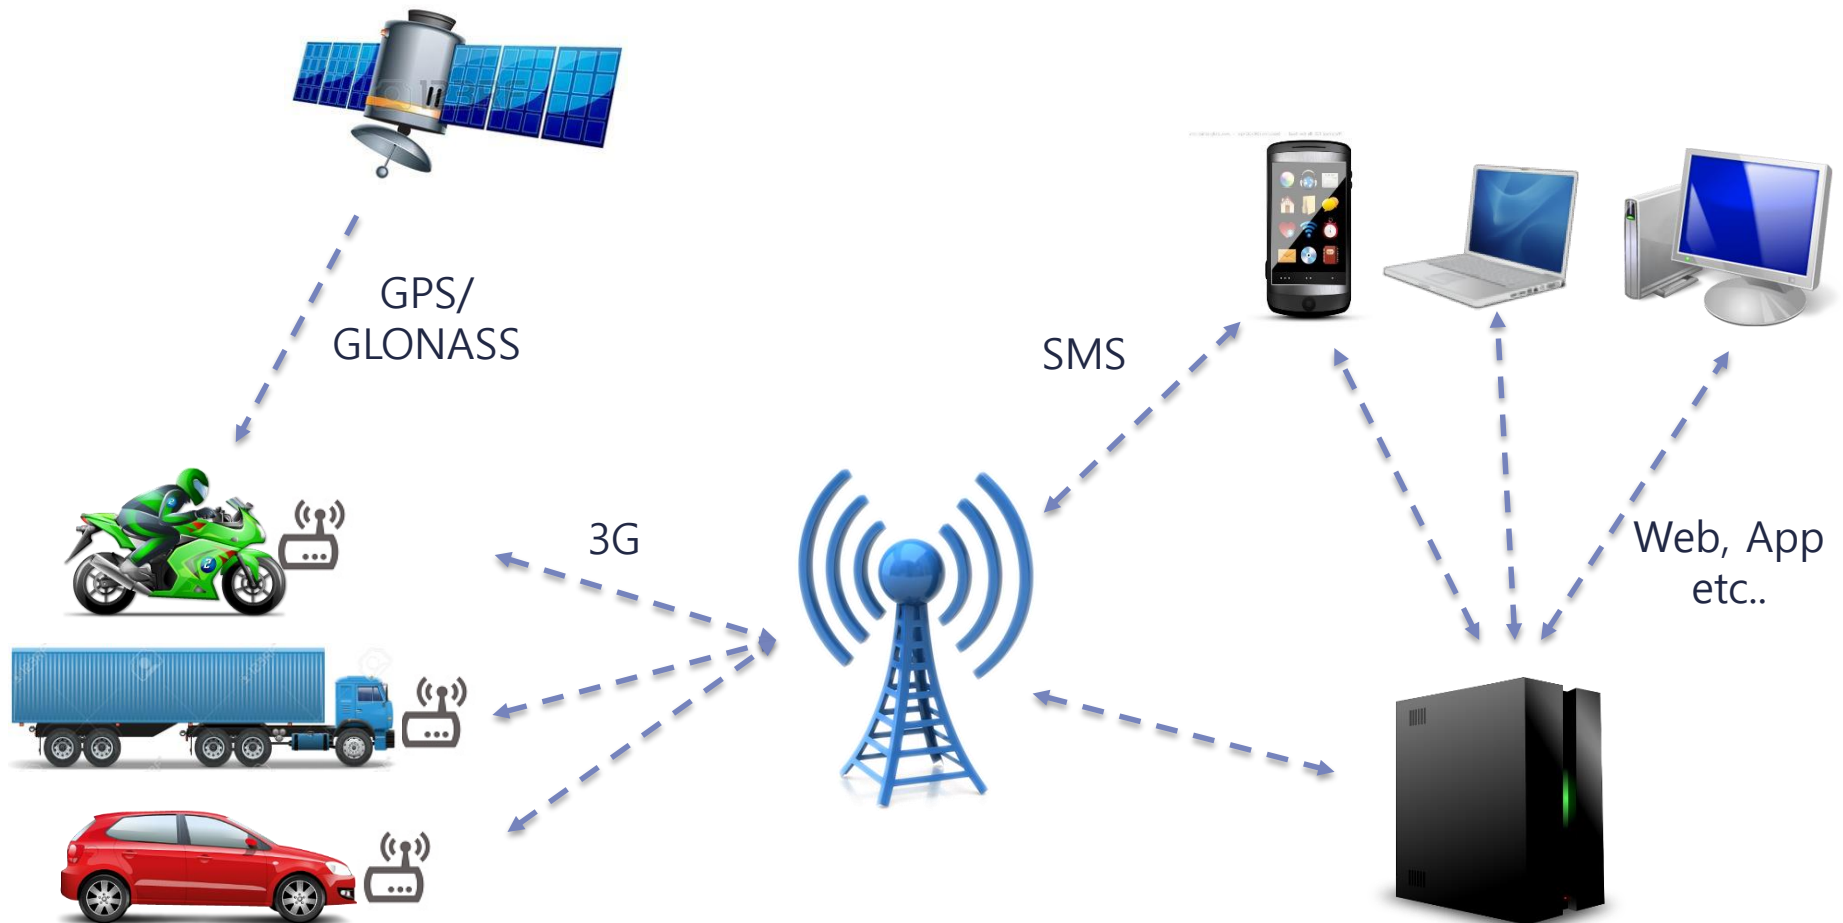 GPS/
GLONASS
SMS
3G
Web, App
etc..